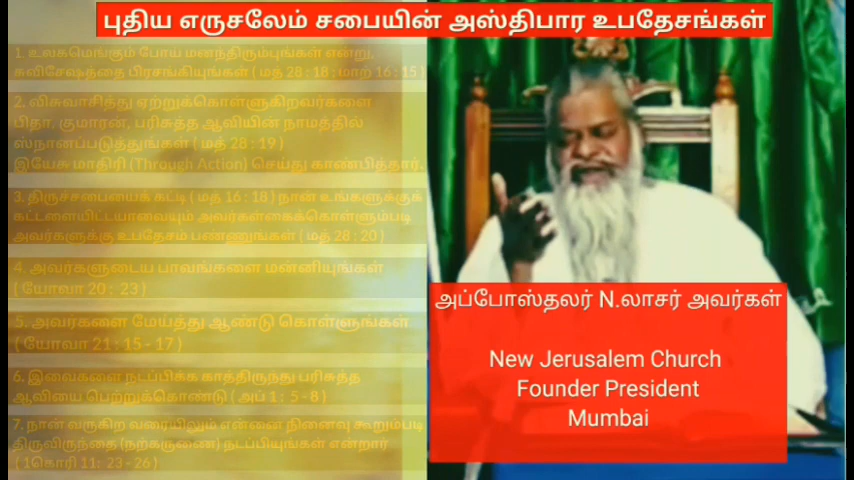 புதிய எருசலேம் சபையின் அஸ்திபார உபதேசங்கள்
1. உலகமெங்கும் போய் மனந்திரும்புங்கள் என்று,
சுவிசேஷத்தை பிரசங்கியுங்கள் ( மத் 28 : 18 ; மாற் 16 : 15 )
2. விசுவாசித்து ஏற்றுக்கொள்ளுகிறவர்களை
பிதா, குமாரன், பரிசுத்த ஆவியின் நாமத்தில்
ஸ்நானப்படுத்துங்கள் ( மத் 28 : 19 )
இயேசு மாதிரி (Through Action) செய்து காண்பித்தார்.
3. திருச்சபையைக் கட்டி ( மத் 16 : 18 ) நான் உங்களுக்குக்
கட்டளையிட்டயாவையும் அவர்கள்கைக்கொள்ளும்படி
அவர்களுக்கு உபதேசம் பண்ணுங்கள் ( மத் 28 : 20 )
4. அவர்களுடைய பாவங்களை மன்னியுங்கள்
( யோவா 20 : 23 )
5. அவர்களை மேய்த்து ஆண்டு கொள்ளுங்கள்
( யோவா 21 : 15 - 17 )
6. இவைகளை நடப்பிக்க காத்திருந்து பரிசுத்த
ஆவியை பெற்றுக்கொண்டு ( அப் 1 : 5 - 8 )
7. நான் வருகிற வரையிலும் என்னை நினைவு கூறும்படி
திருவிருந்தை (நற்கருணை) நடப்பியுங்கள் என்றார்
( 1கொரி 11: 23 - 26 )
அப்போஸ்தலர் N.லாசர் அவர்கள்
New Jerusalem Church
Founder President
Mumbai